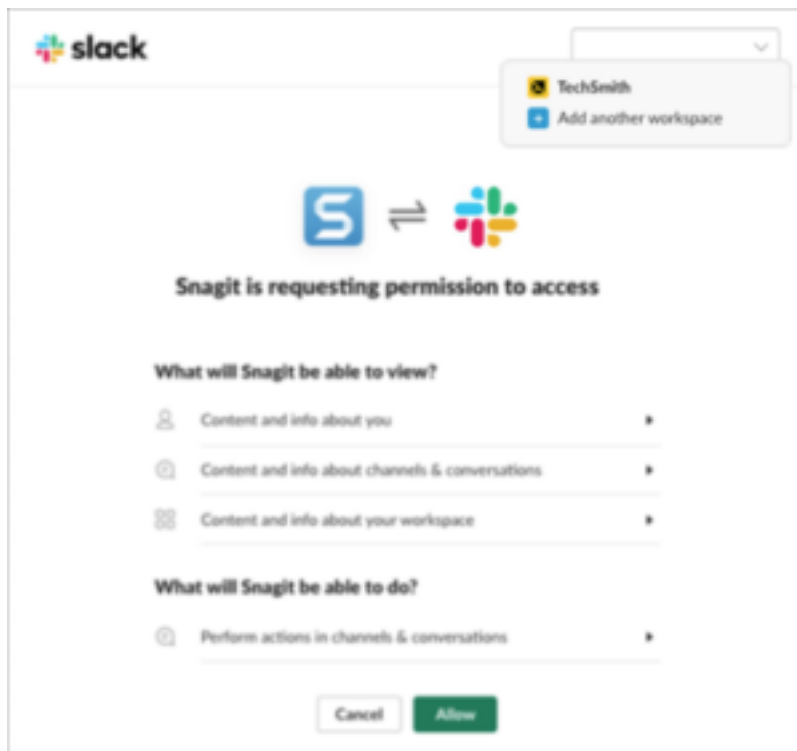 slack
TechSmith
Add another workspace
S
Snagit is requesting permission to access
What will Snagit be able to view?
Content and info about you
Content and info about channels & conversations
Content and info about your workspace
What will Snagit be able to do?
Perform actions in channels & conversations
Cancel
Allow